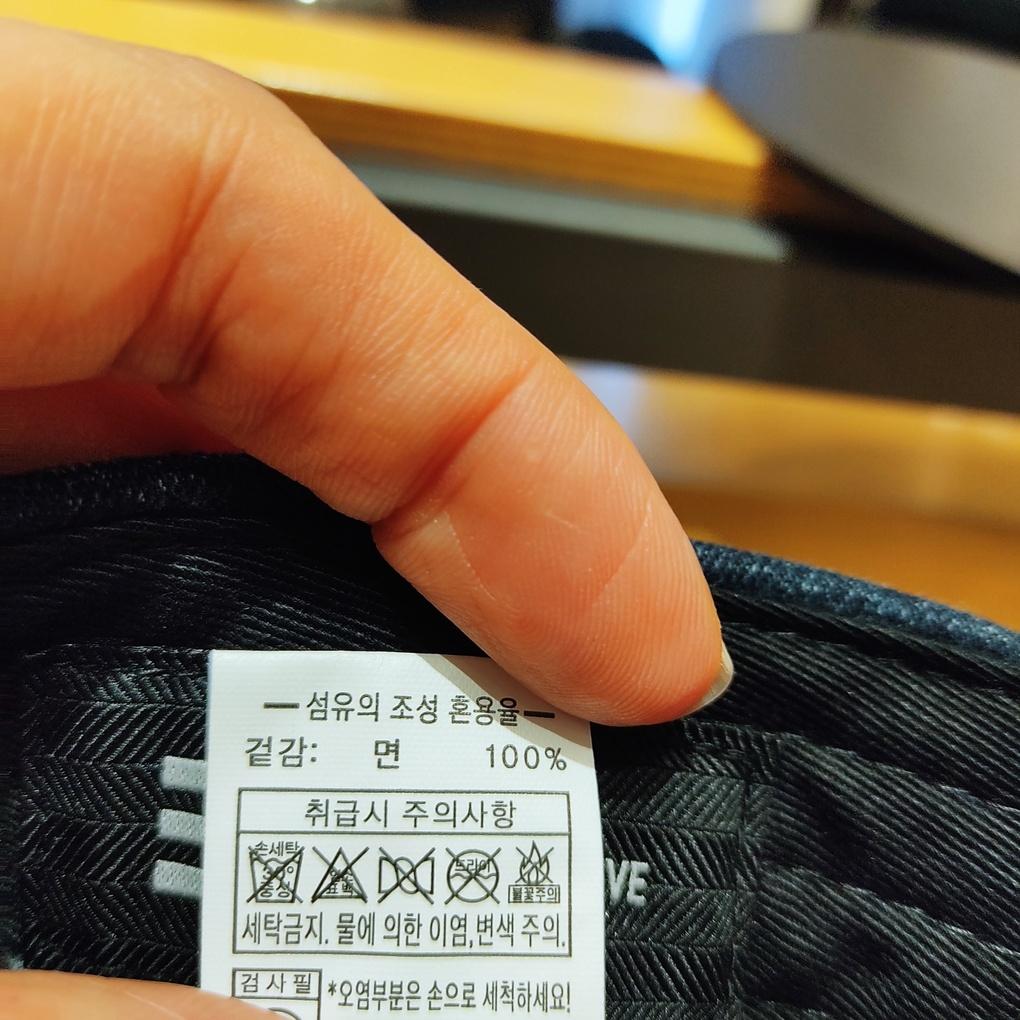 섬유의 조성 혼용율
겉감: 면 100%
취급시 주의사항
손세탁 드라이
30°
중성 표백 불꽃주의
세탁금지. 물에 의한 이염,변색 주의.
검사필 *오염부분은 손으로 세척하세요!
VE